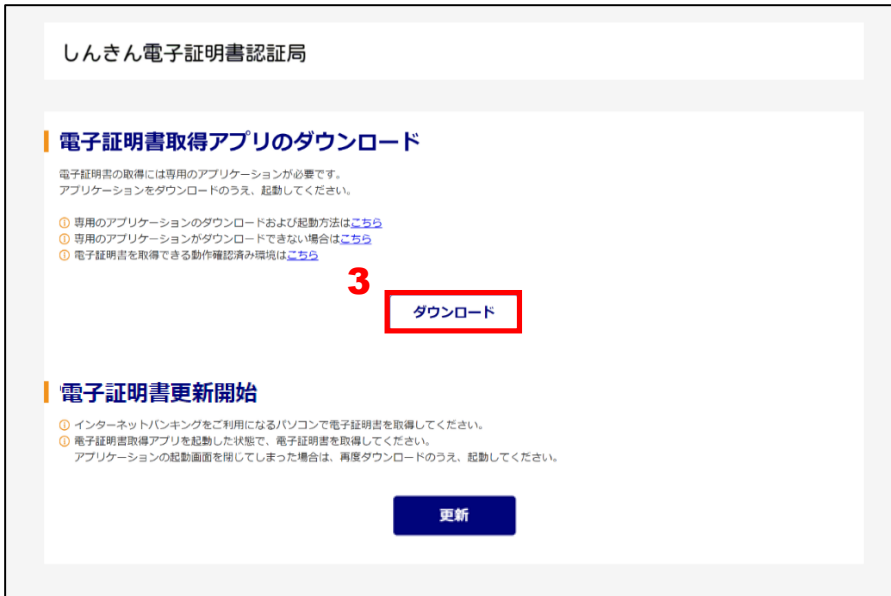 しんきん電子証明書認証局
電子証明書取得アプリのダウンロード
電子証明書の取得には専用のアプリケーションが必要です。
アプリケーションをダウンロードのうえ、起動してください。
専用のアプリケーションのダウンロードおよび起動方法はこちら
専用のアプリケーションがダウンロードできない場合はこちら
電子証明書を取得できる動作確認済み環境はこちら
3
ダウンロード
電子証明書更新開始
インターネットバンキングをご利用になるパソコンで電子証明書を取得してください。
電子証明書取得アプリを起動した状態で、電子証明書を取得してください。
アプリケーションの起動画面を閉じてしまった場合は、再度ダウンロードのうえ、起動してください。
更新